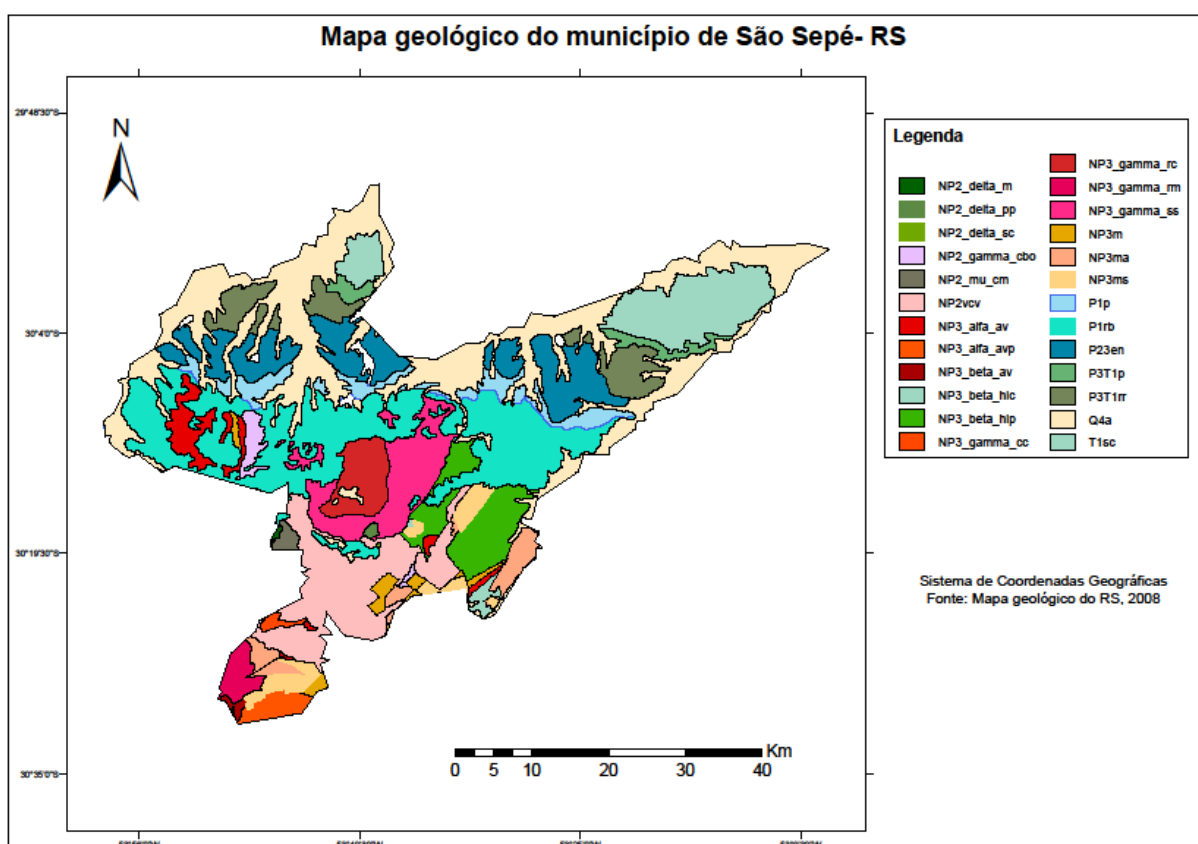 Mapa geológico do município de São Sepé- RS
29°48'30"S
N
30°4'0"S
30°19'30"S
30°35'0"S
Km
0 5 10 20 30 40
Legenda
NP2_delta_m
NP2_delta_pp
NP2_delta_sc
NP2_gamma_cbo
NP2_mu_cm
NP2vcv
NP3_alfa_av
NP3_alfa_avp
NP3_beta_av
NP3_beta_hic
NP3_beta_hip
NP3_gamma_cc
NP3_gamma_rc
NP3_gamma_rm
NP3_gamma_ss
NP3m
NP3ma
NP3ms
P1p
P1rb
P23en
P3T1p
P3T1rr
Q4a
T1sc
Sistema de Coordenadas Geográficas
Fonte: Mapa geológico do RS, 2008